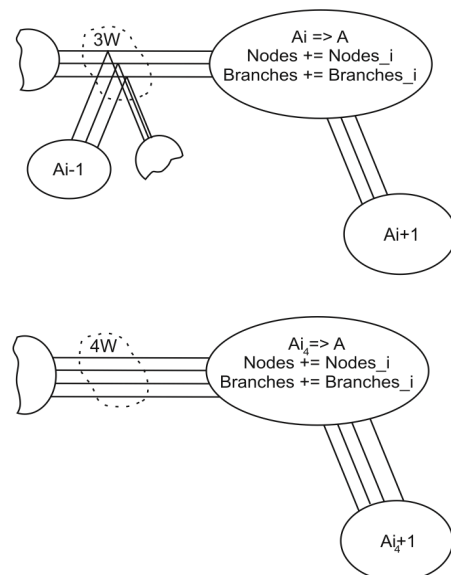 3W
Ai => A
Nodes += Nodes_i
Branches += Branches_i
Ai-1
Ai+1
4W
Ai₄=> A
Nodes += Nodes_i
Branches += Branches_i
Ai₄+1